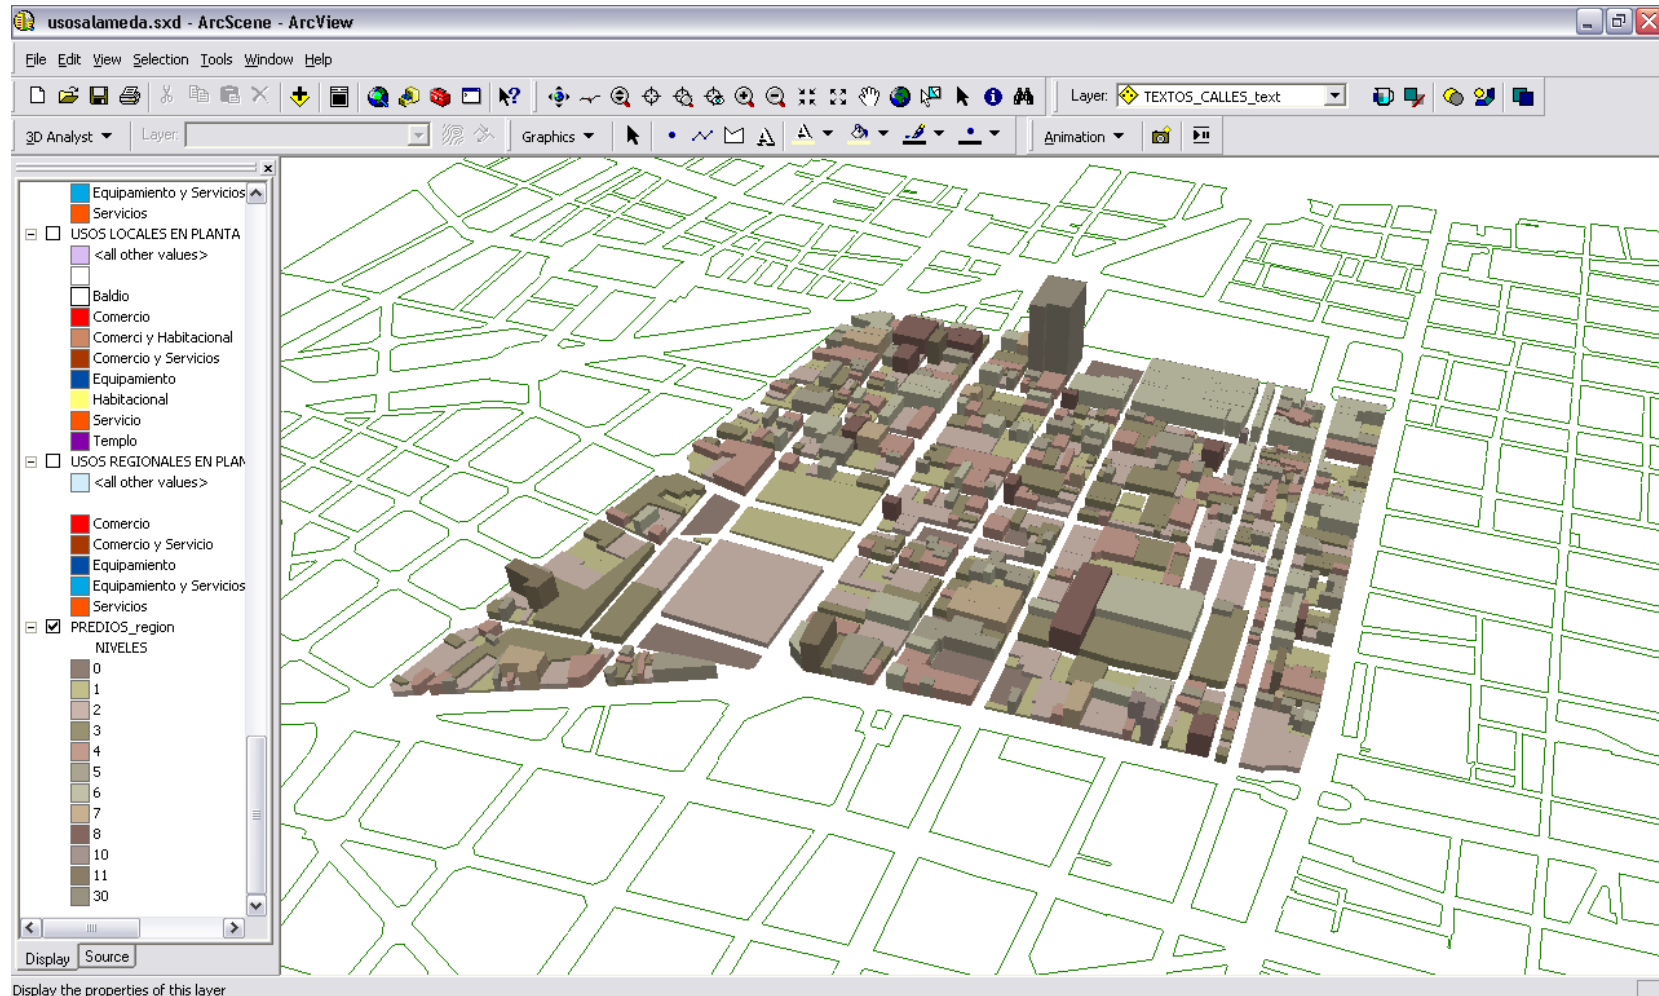 usosalameda.sxd - ArcScene - ArcView
File Edit View Selection Tools Window Help
Layer: TEXTOS_CALLES_text
3D Analyst Layer: Graphics Animation
Equipamiento y Servicios
Servicios
USOS LOCALES EN PLANTA
<all other values>
Baldio
Comercio
Comerci y Habitacional
Comercio y Servicios
Equipamiento
Habitacional
Servicio
Templo
USOS REGIONALES EN PLAN
<all other values>
Comercio
Comercio y Servicio
Equipamiento
Equipamiento y Servicios
Servicios
PREDIOS_region
NIVELES
0
1
2
3
4
5
6
7
8
10
11
30
Display Source
Display the properties of this layer